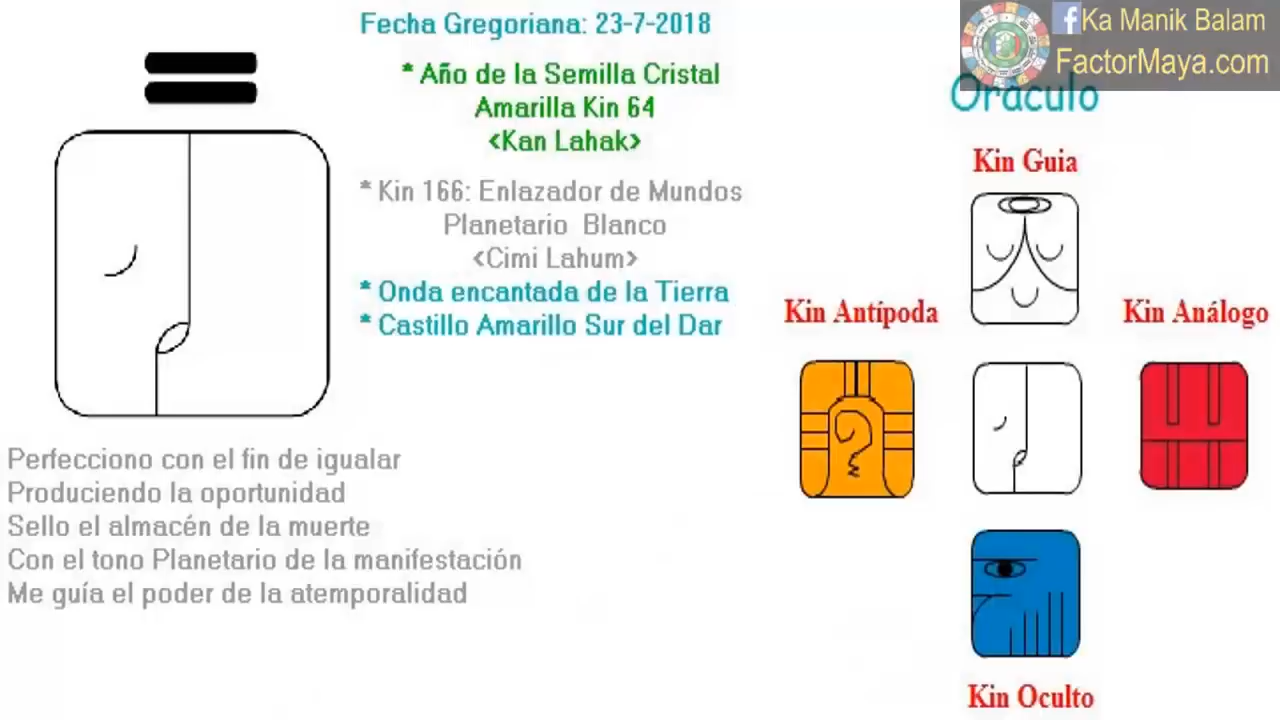 Fecha Gregoriana: 23-7-2018
* Año de la Semilla Cristal
Amarilla Kin 64
<Kan Lahak>
* Kin 166: Enlazador de Mundos
Planetario Blanco
<Cimi Lahum>
* Onda encantada de la Tierra
* Castillo Amarillo Sur del Dar
Perfecciono con el fin de igualar
Produciendo la oportunidad
Sello el almacén de la muerte
Con el tono Planetario de la manifestación
Me guía el poder de la atemporalidad
Ka Manik Balam
FactorMaya.com
Oraculo
Kin Guia
Kin Antípoda
Kin Análogo
Kin Oculto